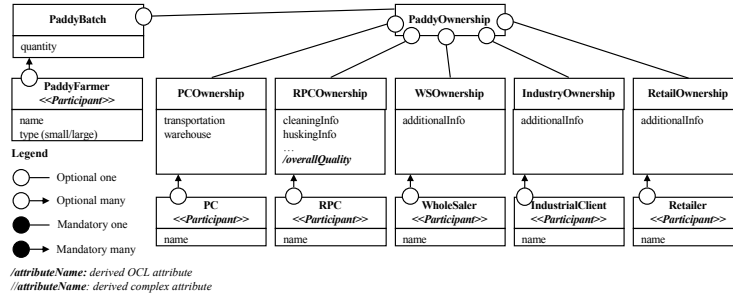 PaddyBatch
quantity
PaddyOwnership
PaddyFarmer
<<Participant>>
name
type (small/large)
PCOwnership
transportation
warehouse
RPCOwnership
cleaningInfo
huskingInfo
…
/overallQuality
WSOwnership
additionalInfo
IndustryOwnership
additionalInfo
RetailOwnership
additionalInfo
PC
<<Participant>>
name
RPC
<<Participant>>
name
WholeSaler
<<Participant>>
name
IndustrialClient
<<Participant>>
name
Retailer
<<Participant>>
name
Legend
Optional one
Optional many
Mandatory one
Mandatory many
/attributeName: derived OCL attribute
//attributeName: derived complex attribute